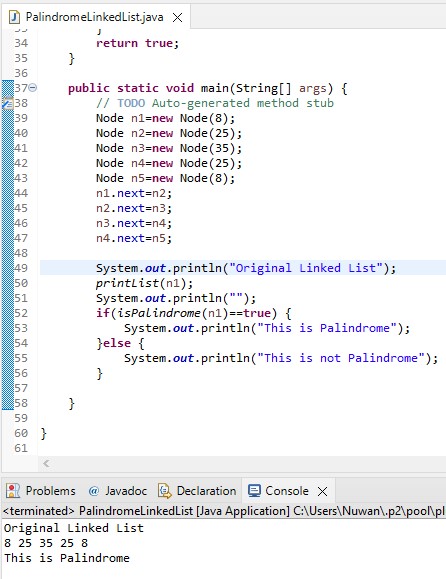 PalindromeLinkedList.java
34 return true;
35 }
36
37 public static void main(String[] args) {
38 // TODO Auto-generated method stub
39 Node n1=new Node(8);
40 Node n2=new Node(25);
41 Node n3=new Node(35);
42 Node n4=new Node(25);
43 Node n5=new Node(8);
44 n1.next=n2;
45 n2.next=n3;
46 n3.next=n4;
47 n4.next=n5;
48
49 System.out.println("Original Linked List");
50 printList(n1);
51 System.out.println("");
52 if(isPalindrome(n1)==true) {
53 System.out.println("This is Palindrome");
54 }else {
55 System.out.println("This is not Palindrome");
56 }
57
58 }
59
60 }
61
Problems @ Javadoc Declaration Console
<terminated> PalindromeLinkedList [Java Application] C:\Users\Nuwan\.p2\pool\pl
Original Linked List
8 25 35 25 8
This is Palindrome